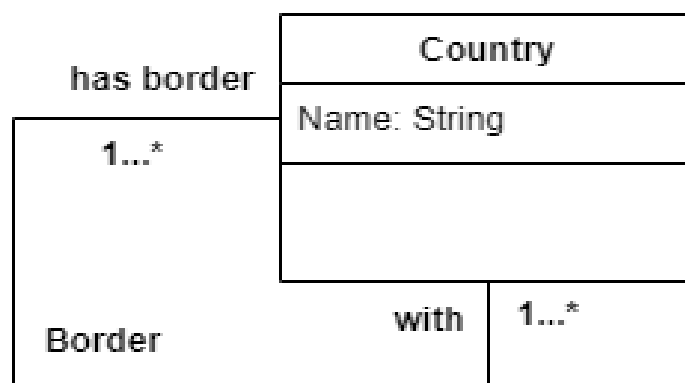 Country
has border
Name: String
1...*
with
1...*
Border